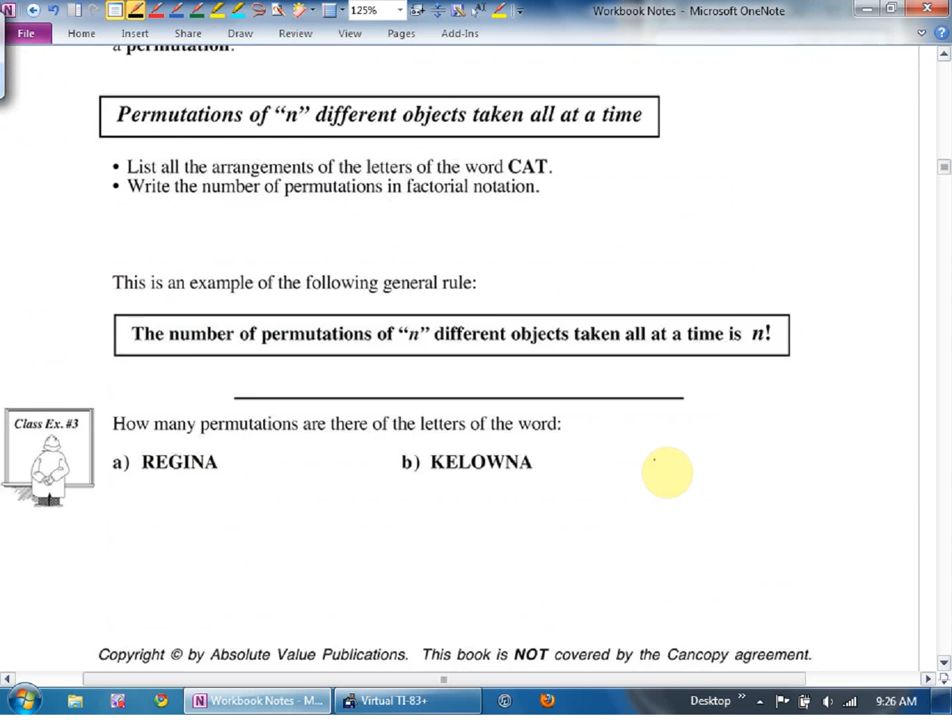 125%
Workbook Notes - Microsoft OneNote
File Home Insert Share Draw Review View Pages Add-Ins
a permutation.
Permutations of “n” different objects taken all at a time
• List all the arrangements of the letters of the word CAT.
• Write the number of permutations in factorial notation.
This is an example of the following general rule:
The number of permutations of “n” different objects taken all at a time is n!
Class Ex. #3
How many permutations are there of the letters of the word:
a) REGINA b) KELOWNA
Copyright © by Absolute Value Publications. This book is NOT covered by the Cancopy agreement.
Workbook Notes - M... Virtual TI-83+ Desktop 9:26 AM